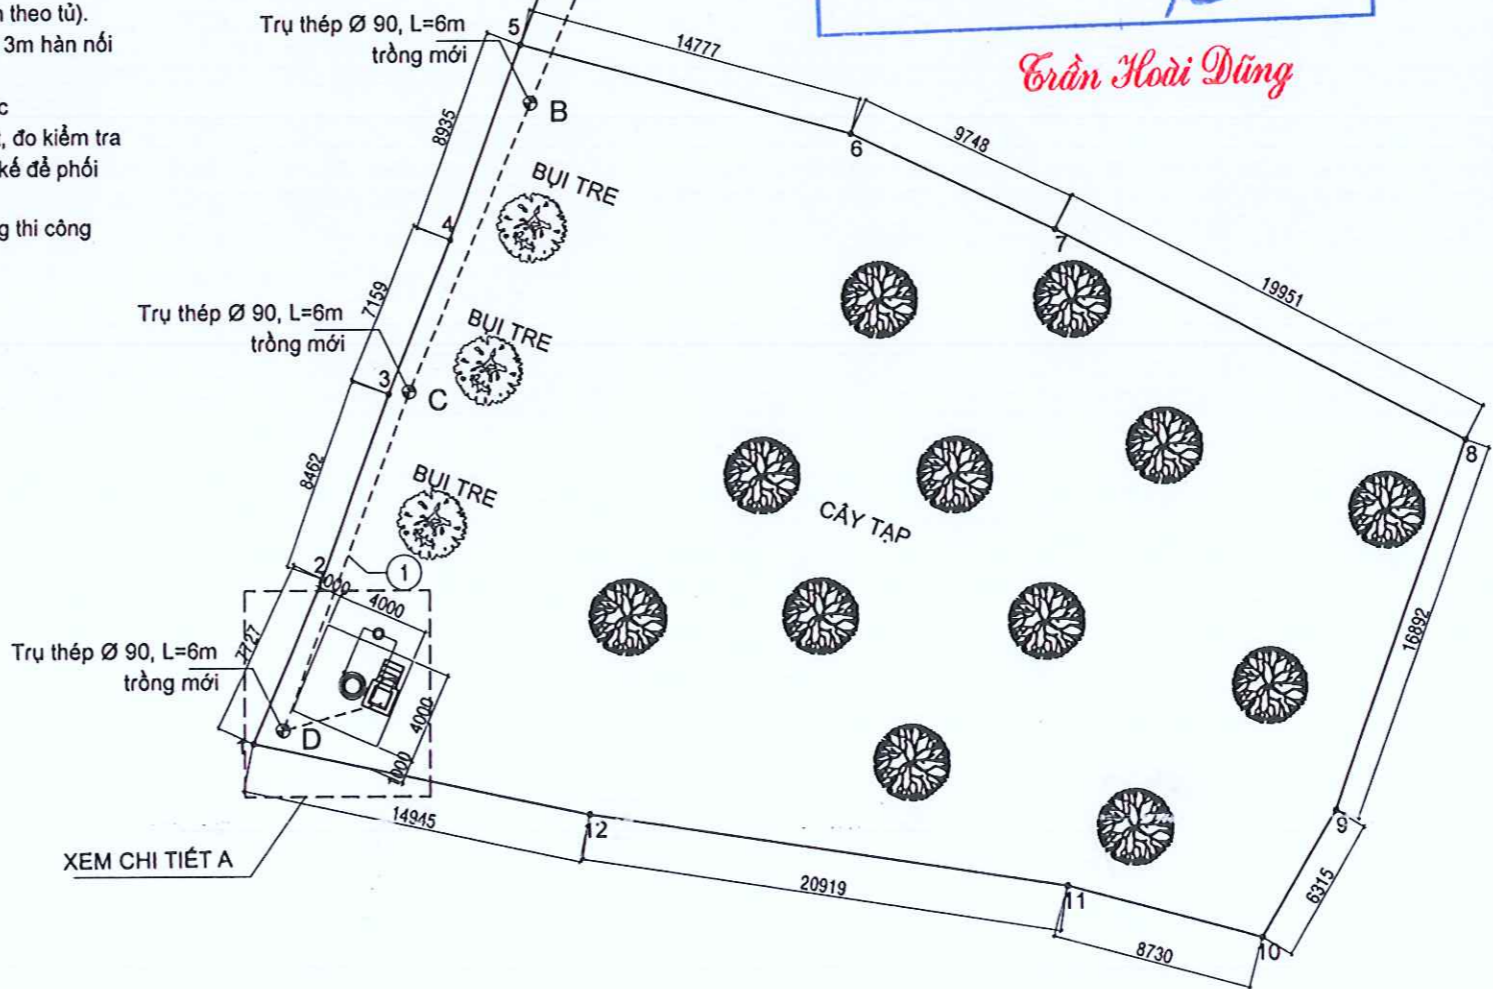 n theo tủ).
3m hàn nối
c
, đo kiểm tra
kế để phối
g thi công
Trụ thép Ø 90, L=6m
trồng mới
5
14777
Trần Hoài Dũng
B
6
9748
8935
BỤI TRE
4
7
7159
19951
Trụ thép Ø 90, L=6m
trồng mới
BỤI TRE
3
C
8
8462
BỤI TRE
CÂY TẠP
2
1
1000
4000
16892
7727
Trụ thép Ø 90, L=6m
trồng mới
4000
D
1
1000
14945
12
9
XEM CHI TIẾT A
20919
6315
11
8730
10